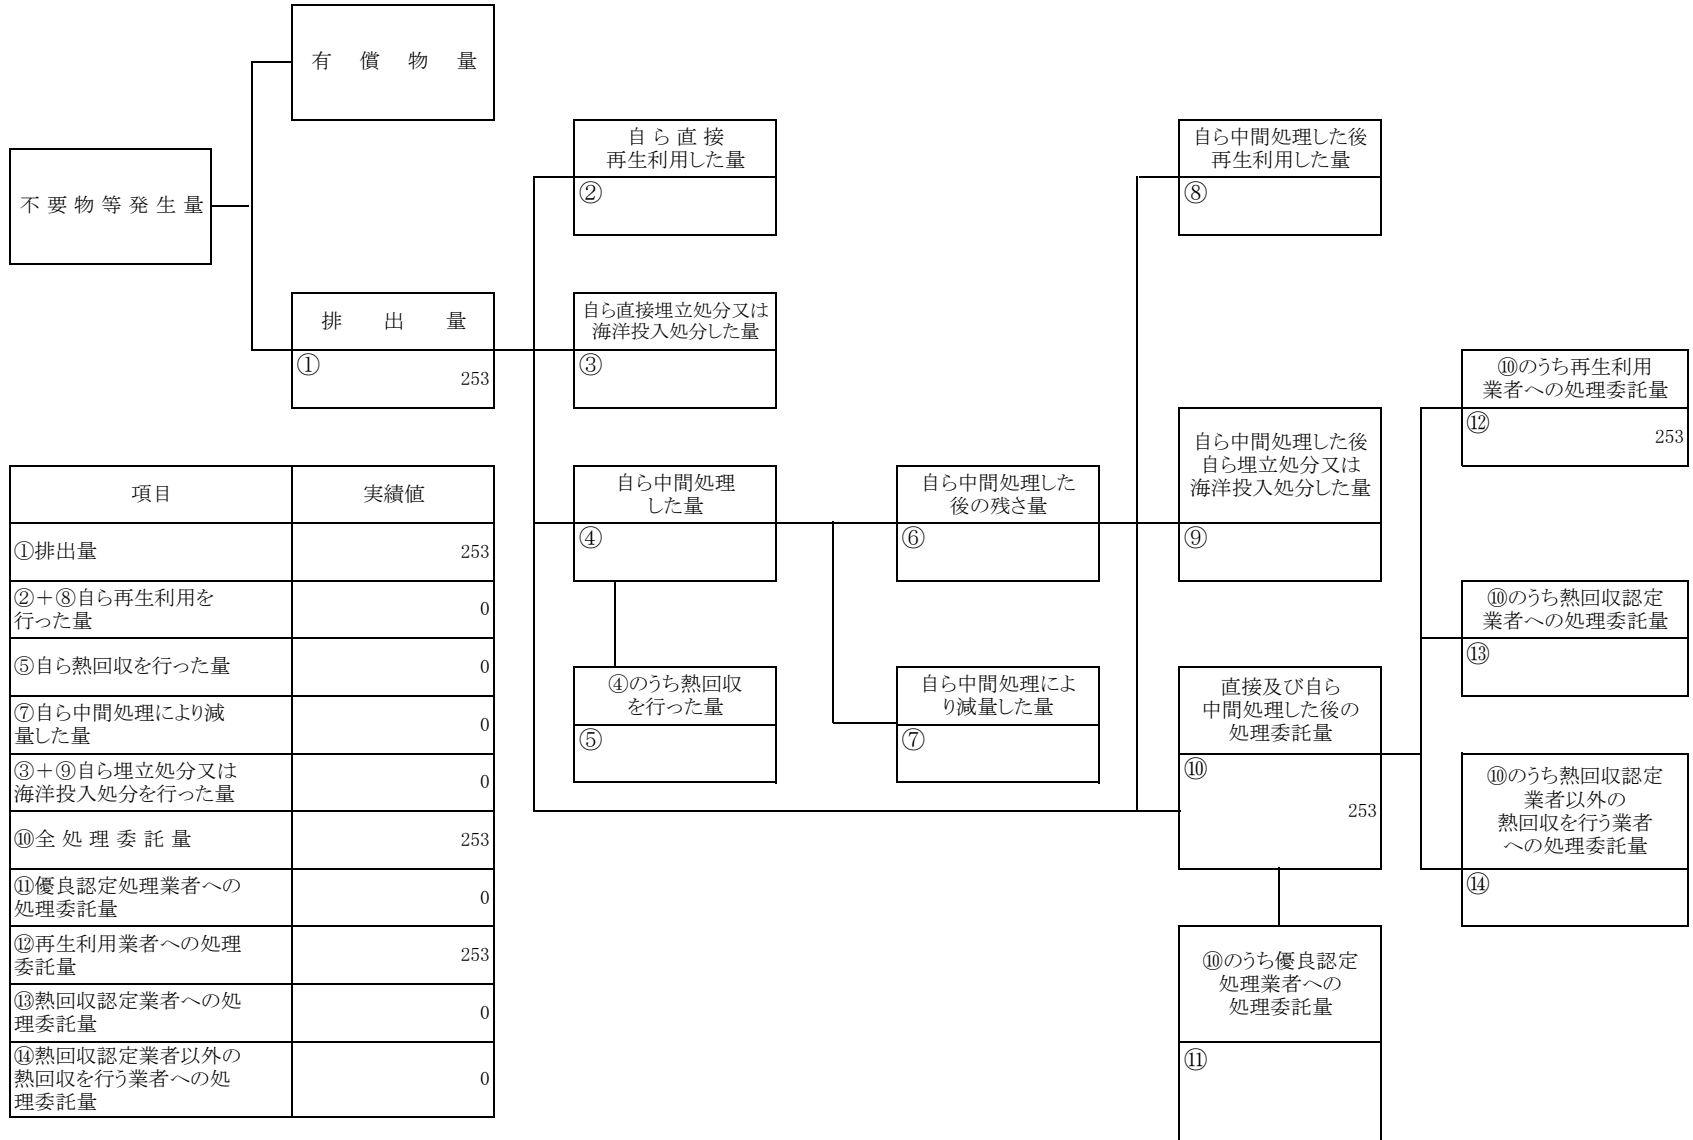 有償物量
不要物等発生量
排出量
①
253
自ら直接
再生利用した量
②
自ら直接埋立処分又は
海洋投入処分した量
③
自ら中間処理
した量
④
④のうち熱回収
を行った量
⑤
自ら中間処理した
後の残さ量
⑥
自ら中間処理によ
り減量した量
⑦
自ら中間処理した後
再生利用した量
⑧
自ら中間処理した後
自ら埋立処分又は
海洋投入処分した量
⑨
直接及び自ら
中間処理した後の
処理委託量
⑩
253
⑩のうち優良認定
処理業者への
処理委託量
⑪
⑩のうち再生利用
業者への処理委託量
⑫
253
⑩のうち熱回収認定
業者への処理委託量
⑬
⑩のうち熱回収認定
業者以外の
熱回収を行う業者
への処理委託量
⑭
項目 実績値
①排出量 253
②＋⑧自ら再生利用を
行った量 0
⑤自ら熱回収を行った量 0
⑦自ら中間処理により減
量した量 0
③＋⑨自ら埋立処分又は
海洋投入処分を行った量 0
⑩全処理委託量 253
⑪優良認定処理業者への
処理委託量 0
⑫再生利用業者への処理
委託量 253
⑬熱回収認定業者への処
理委託量 0
⑭熱回収認定業者以外の
熱回収を行う業者への処
理委託量 0